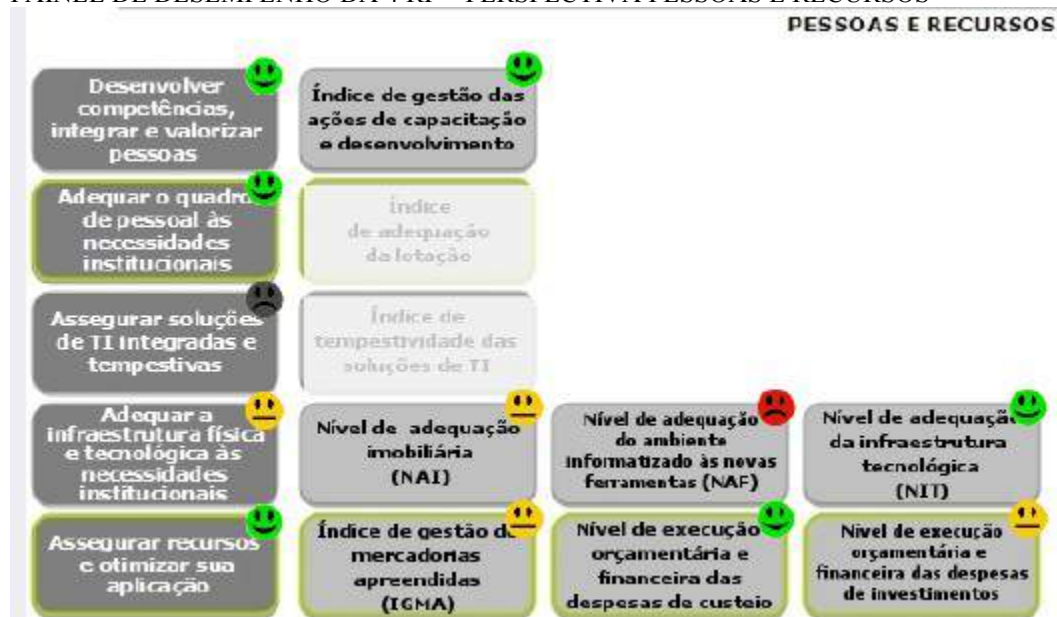 PAINEL DE DESEMPENHO DA 4ª RF – PERSPECTIVA PESSOAS E RECURSOS
PESSOAS E RECURSOS
Desenvolver
competências,
integrar e valorizar
pessoas
Índice de gestão das
ações de capacitação
e desenvolvimento
Adequar o quadro
de pessoal às
necessidades
institucionais
Índice
de adequação
da lotação
Assegurar soluções
de TI integradas e
tempestivas
Índice de
tempestividade das
soluções de TI
Adequar a
infraestrutura física
e tecnológica às
necessidades
institucionais
Nível de adequação
imobiliária
(NAI)
Nível de adequação
do ambiente
informatizado às novas
ferramentas (NAF)
Nível de adequação
da infraestrutura
tecnológica
(NIT)
Assegurar recursos
e otimizar sua
aplicação
Índice de gestão de
mercadorias
apreendidas
(IGMA)
Nível de execução
orçamentária e
financeira das
despesas de custeio
Nível de execução
orçamentária e
financeira das despesas
de investimentos